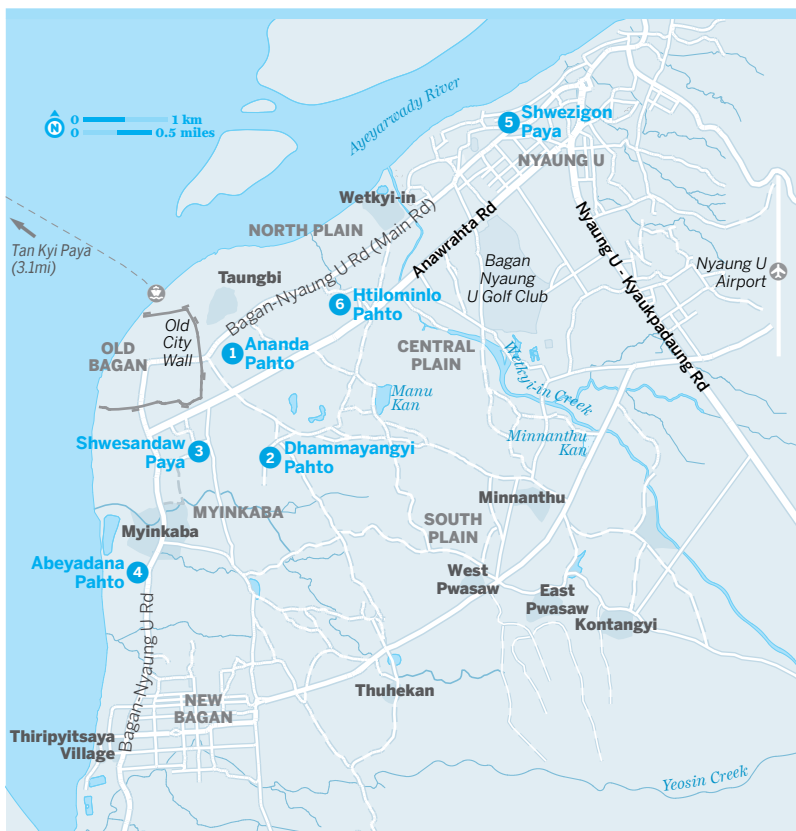 0 1 km
N
0 0.5 miles
Ayeyarwady River
5 Shwezigon
Paya
NYAUNG U
Wetkyi-in
NORTH PLAIN
Bagan-Nyaung U Rd (Main Rd)
Anawrahta Rd
Nyaung U - Kyaukpadaung Rd
Tan Kyi Paya
(3.1mi)
Bagan
Nyaung
U Golf Club
Nyaung U
Airport
Taungbi
6 Htilominlo
Pahto
Old
City
Wall
OLD
BAGAN
1 Ananda
Pahto
CENTRAL
PLAIN
Wetkyi-in Creek
Manu
Kan
Minnanthu
Kan
Shwesandaw
Paya 3
2 Dhammayangyi
Pahto
Minnanthu
MYINKABA
SOUTH
PLAIN
Myinkaba
Abeyadana
Pahto 4
West
Pwasaw
East
Pwasaw
Kontangyi
Bagan-Nyaung U Rd
Thuhekan
NEW
BAGAN
Thiripyitsaya
Village
Yeosin Creek